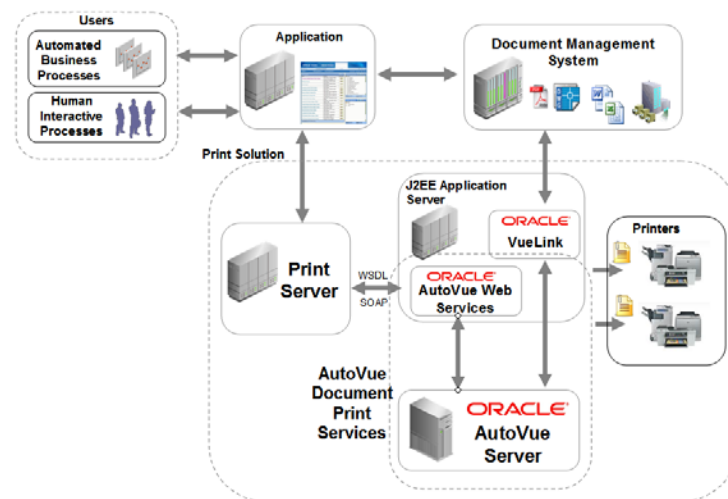 Users
Automated
Business
Processes
Human
Interactive
Processes
Application
Document Management
System
Print Solution
J2EE Application
Server
ORACLE
VueLink
Printers
Print
Server
WSDL
SOAP
ORACLE
AutoVue Web
Services
AutoVue
Document
Print
Services
ORACLE
AutoVue
Server